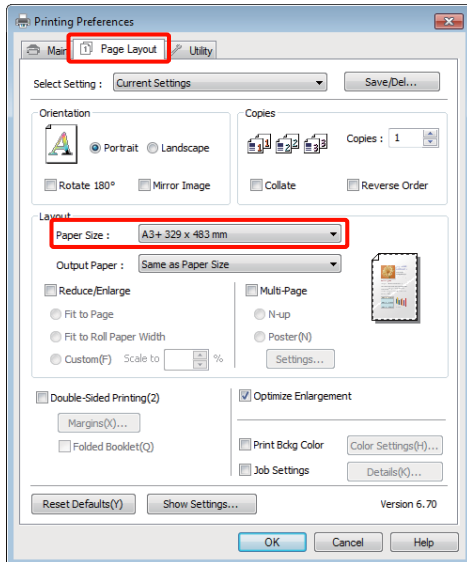 Printing Preferences
Main Page Layout Utility
Select Setting : Current Settings Save/Del...
Orientation Copies
Portrait Landscape Copies : 1
Rotate 180° Mirror Image Collate Reverse Order
Layout
Paper Size : A3+ 329 x 483 mm
Output Paper : Same as Paper Size
Reduce/Enlarge Multi-Page
Fit to Page N-up
Fit to Roll Paper Width Poster(N)
Custom(F) Scale to % Settings...
Double-Sided Printing(2) Optimize Enlargement
Margins(X)...
Folded Booklet(Q) Print Bckg Color Color Settings(H)...
Job Settings Details(K)...
Reset Defaults(Y) Show Settings... Version 6.70
OK Cancel Help